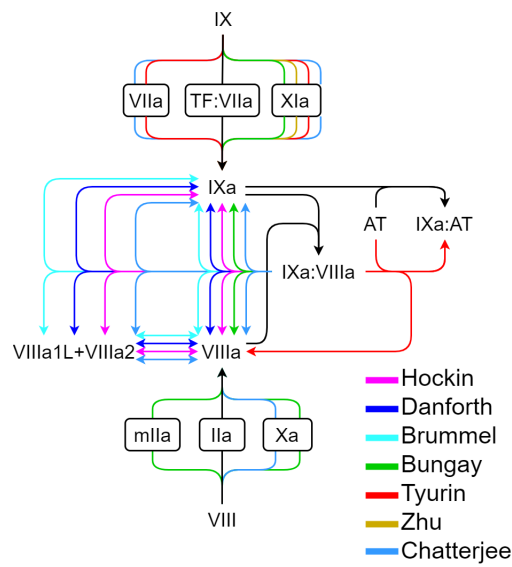 IX
VIIa TF:VIIa XIa
IXa
AT IXa:AT
IXa:VIIIa
VIIIa1L+VIIIa2 VIIIa
mIIa IIa Xa
VIII
Hockin
Danforth
Brummel
Bungay
Tyurin
Zhu
Chatterjee